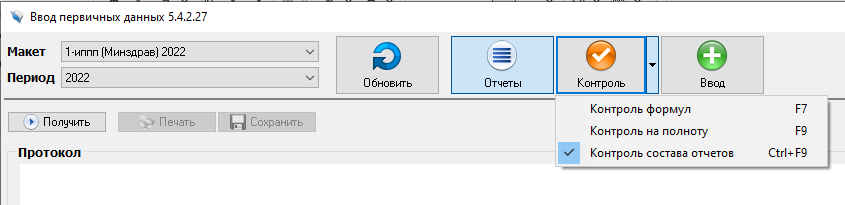 Ввод первичных данных 5.4.2.27
Макет 1-иппп (Минздрав) 2022
Период 2022
Обновить Отчеты Контроль Ввод
Контроль формул F7
Контроль на полноту F9
Контроль состава отчетов Ctrl+F9
Получить Печать Сохранить
Протокол